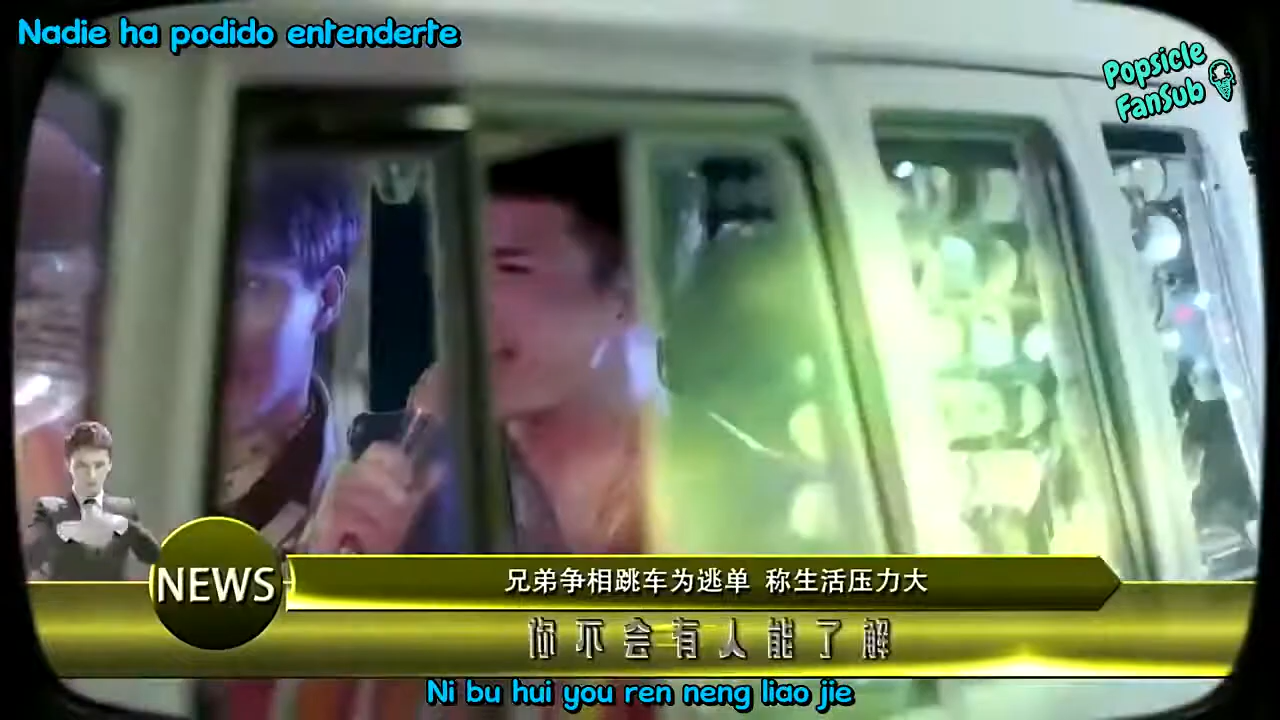 Nadie ha podido entenderte
Popsicle
FanSub
NEWS
兄弟争相跳车为逃单 称生活压力大
你不会有人能了解
Ni bu hui you ren neng liao jie